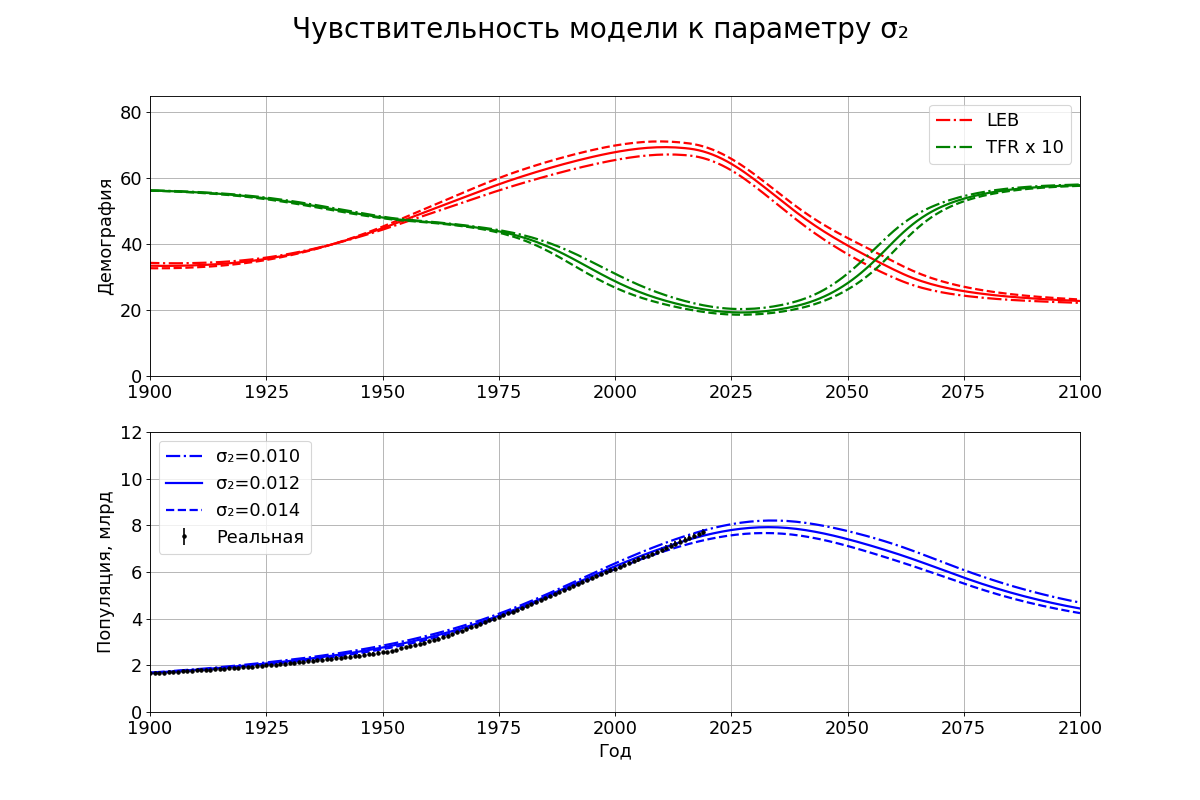 Чувствительность модели к параметру σ₂
Демография
80
60
40
20
0
LEB
TFR x 10
1900 1925 1950 1975 2000 2025 2050 2075 2100
Популяция, млрд
12
10
8
6
4
2
0
σ₂=0.010
σ₂=0.012
σ₂=0.014
Реальная
1900 1925 1950 1975 2000 2025 2050 2075 2100
Год